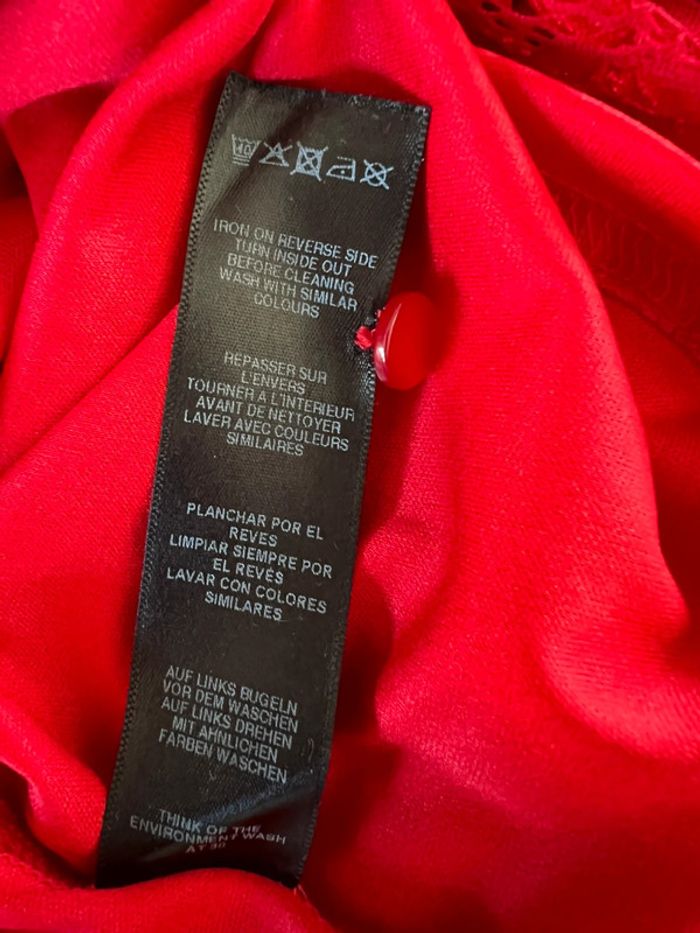 IRON ON REVERSE SIDE
TURN INSIDE OUT
BEFORE CLEANING
WASH WITH SIMILAR
COLOURS
REPASSER SUR
L'ENVERS
TOURNER A L'INTERIEUR
AVANT DE NETTOYER
LAVER AVEC COULEURS
SIMILAIRES
PLANCHAR POR EL
REVES
LIMPIAR SIEMPRE POR
EL REVÉS
LAVAR CON COLORES
SIMILARES
AUF LINKS BUGELN
VOR DEM WASCHEN
AUF LINKS DREHEN
MIT AHNLICHEN
FARBEN WASCHEN
THINK OF THE
ENVIRONMENT WASH
AT 30